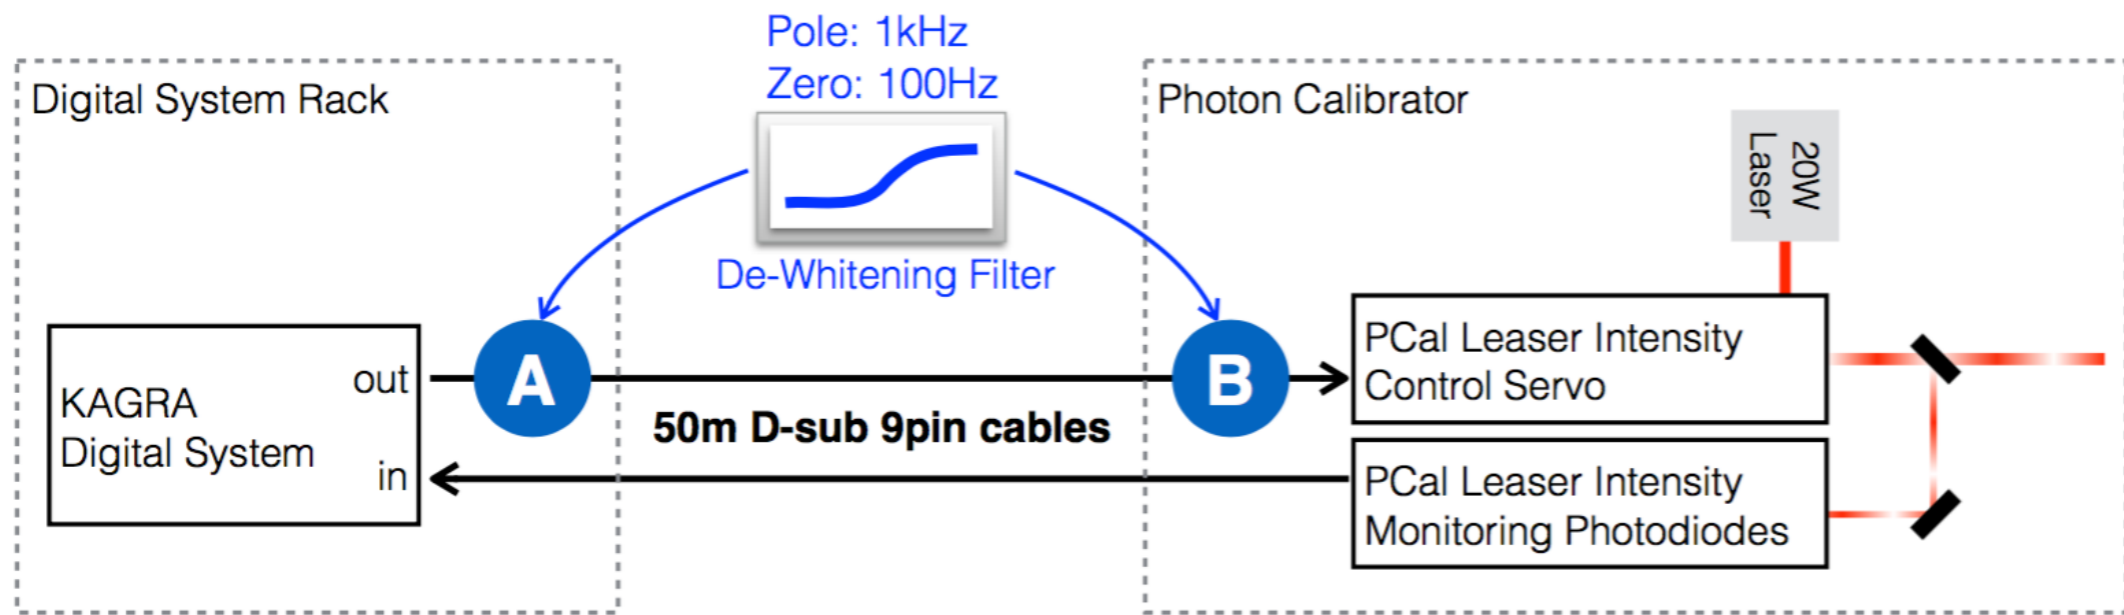 Pole: 1kHz
Zero: 100Hz
Digital System Rack
Photon Calibrator
20W
Laser
De-Whitening Filter
KAGRA
Digital System
out
in
A
B
50m D-sub 9pin cables
PCal Leaser Intensity
Control Servo
PCal Leaser Intensity
Monitoring Photodiodes